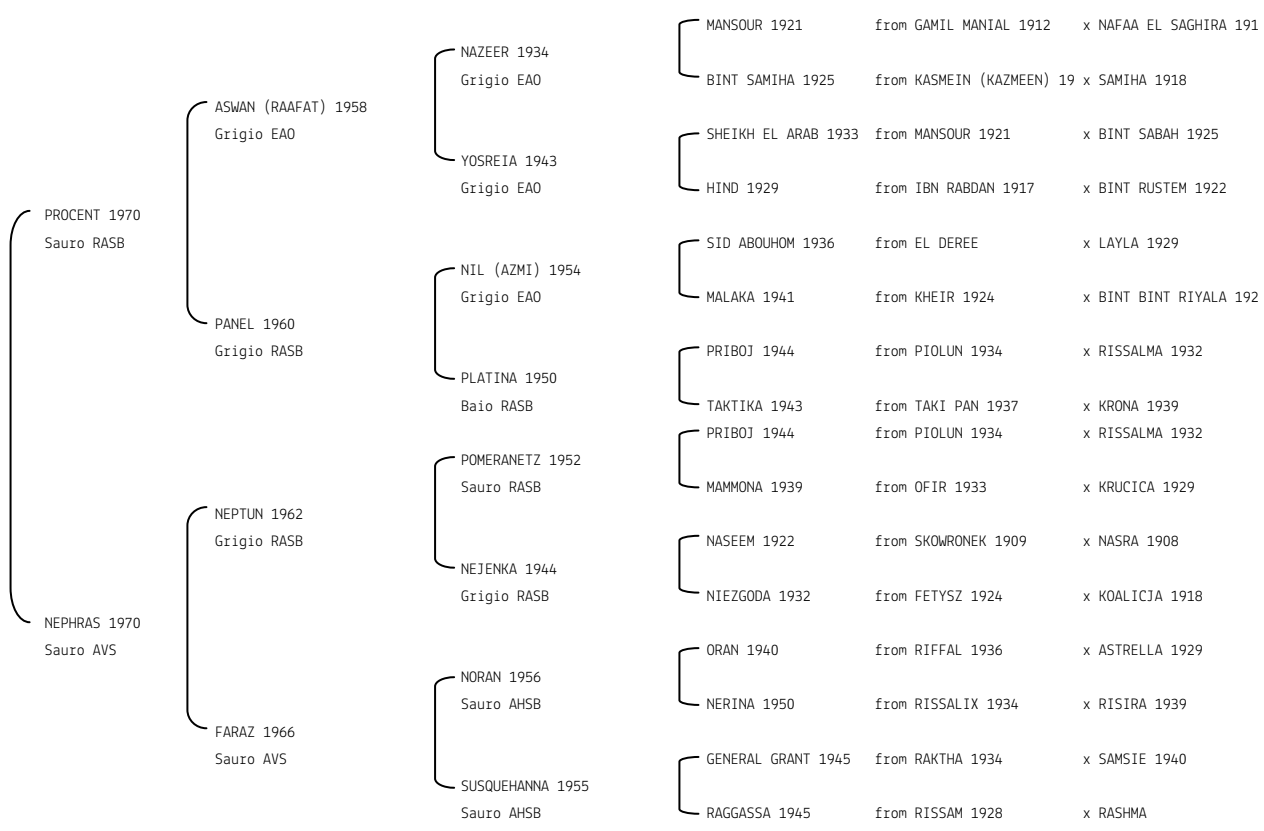 MANSOUR 1921 from GAMIL MANIAL 1912 x NAFAA EL SAGHIRA 191
NAZEER 1934
Grigio EAO BINT SAMIHA 1925 from KASMEIN (KAZMEEN) 19 x SAMIHA 1918
ASWAN (RAAFAT) 1958
Grigio EAO SHEIKH EL ARAB 1933 from MANSOUR 1921 x BINT SABAH 1925
YOSREIA 1943
Grigio EAO HIND 1929 from IBN RABDAN 1917 x BINT RUSTEM 1922
PROCENT 1970
Sauro RASB SID ABOUHOM 1936 from EL DEREE x LAYLA 1929
NIL (AZMI) 1954
Grigio EAO MALAKA 1941 from KHEIR 1924 x BINT BINT RIYALA 192
PANEL 1960
Grigio RASB PRIBOJ 1944 from PIOLUN 1934 x RISSALMA 1932
PLATINA 1950
Baio RASB TAKTIKA 1943 from TAKI PAN 1937 x KRONA 1939
PRIBOJ 1944 from PIOLUN 1934 x RISSALMA 1932
POMERANETZ 1952
Sauro RASB MAMMONA 1939 from OFIR 1933 x KRUCICA 1929
NEPTUN 1962
Grigio RASB NASEEM 1922 from SKOWRONEK 1909 x NASRA 1908
NEJENKA 1944
Grigio RASB NIEZGODA 1932 from FETYSZ 1924 x KOALICJA 1918
NEPHRAS 1970
Sauro AVS ORAN 1940 from RIFFAL 1936 x ASTRELLA 1929
NORAN 1956
Sauro AHSB NERINA 1950 from RISSALIX 1934 x RISIRA 1939
FARAZ 1966
Sauro AVS GENERAL GRANT 1945 from RAKTHA 1934 x SAMSIE 1940
SUSQUEHANNA 1955
Sauro AHSB RAGGASSA 1945 from RISSAM 1928 x RASHMA